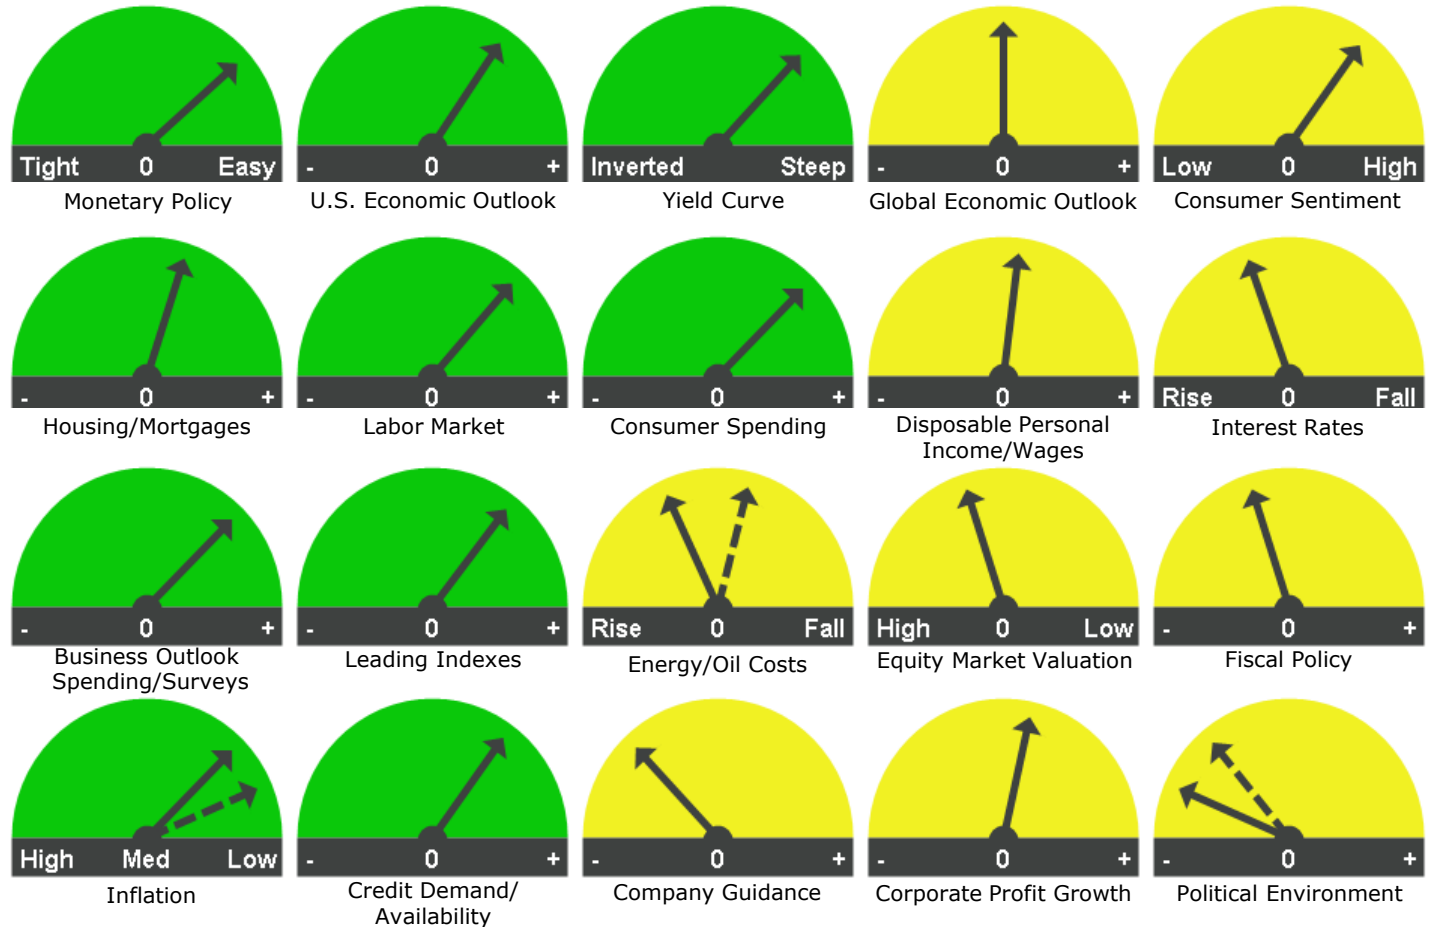 Tight 0 Easy
Monetary Policy
- 0 +
U.S. Economic Outlook
Inverted 0 Steep
Yield Curve
- 0 +
Global Economic Outlook
Low 0 High
Consumer Sentiment
- 0 +
Housing/Mortgages
- 0 +
Labor Market
- 0 +
Consumer Spending
- 0 +
Disposable Personal
Income/Wages
Rise 0 Fall
Interest Rates
- 0 +
Business Outlook
Spending/Surveys
- 0 +
Leading Indexes
Rise 0 Fall
Energy/Oil Costs
High 0 Low
Equity Market Valuation
- 0 +
Fiscal Policy
High Med Low
Inflation
- 0 +
Credit Demand/
Availability
- 0 +
Company Guidance
- 0 +
Corporate Profit Growth
- 0 +
Political Environment